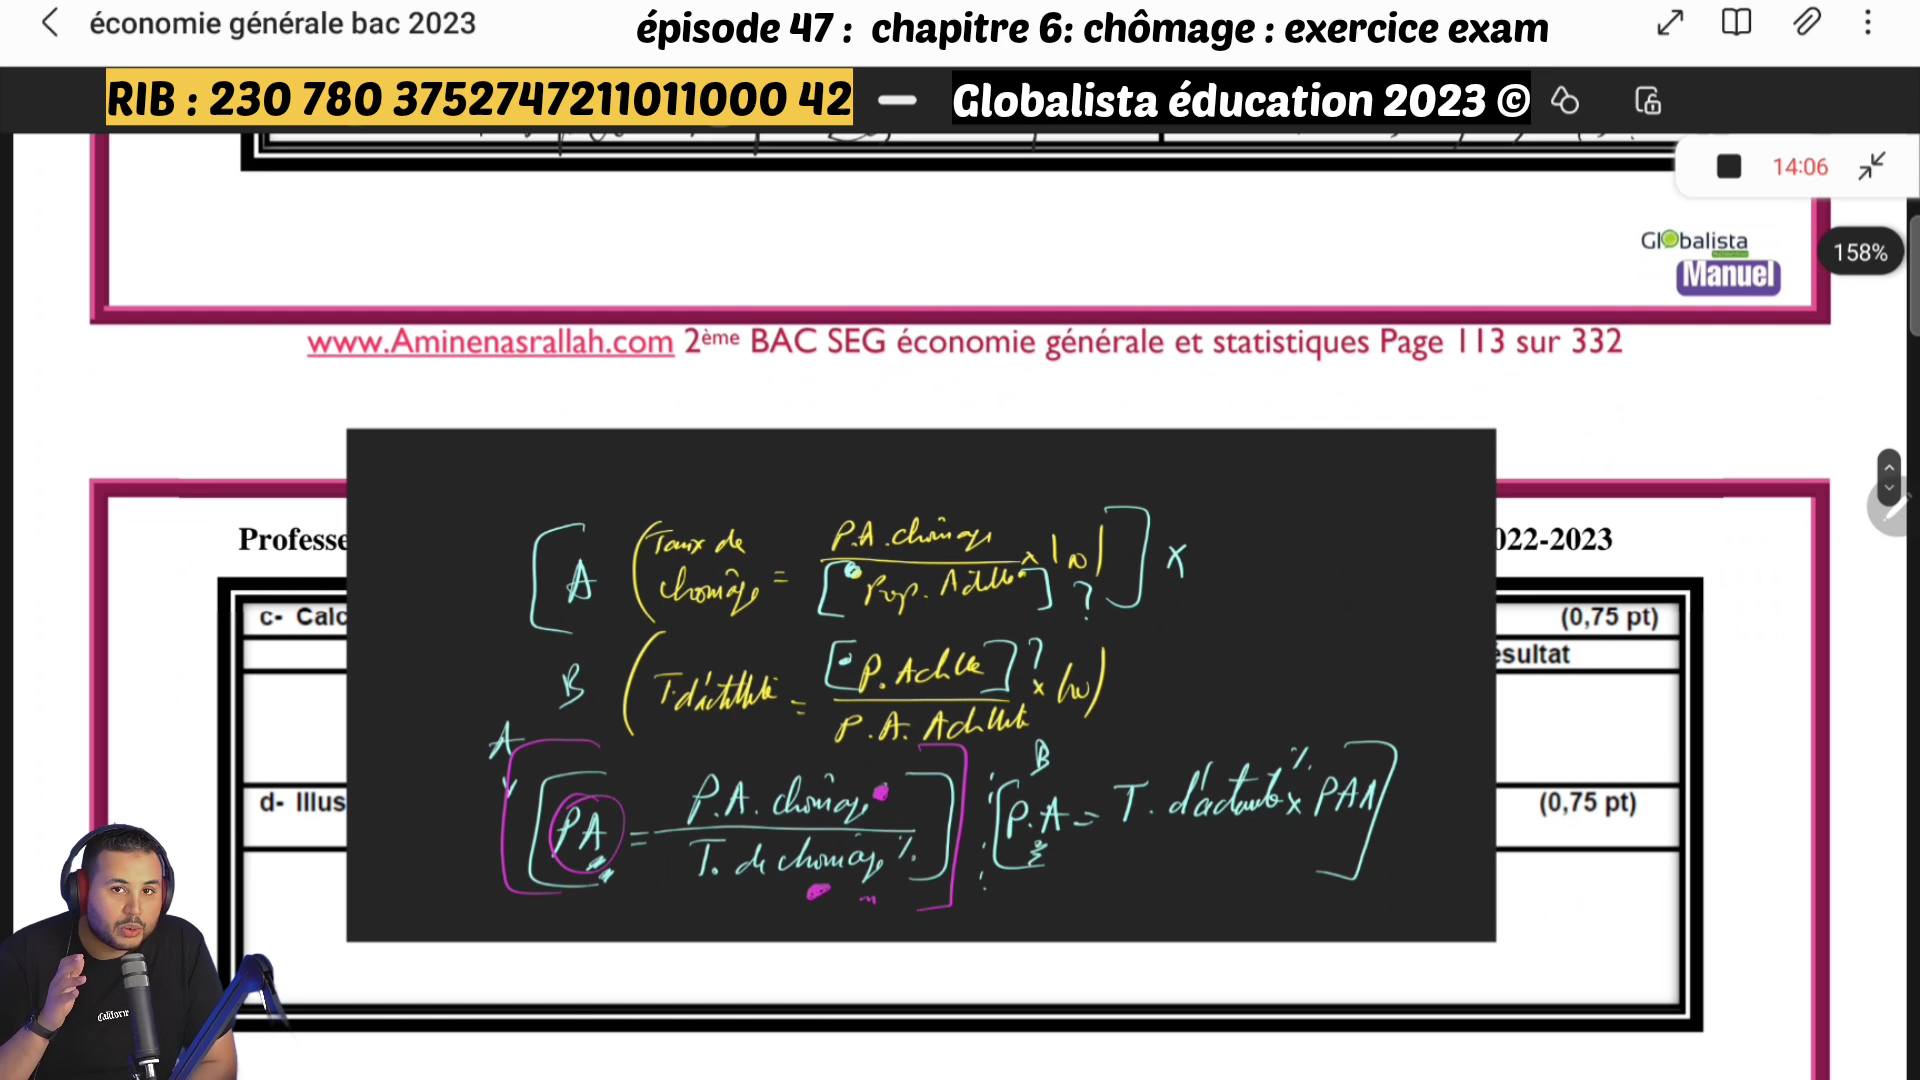 économie générale bac 2023
épisode 47 : chapitre 6: chômage : exercice exam
RIB : 230 780 3752747211011000 42
Globalista éducation 2023 ©
14:06
Globalista
Manuel
158%
www.Aminenasrallah.com 2ème BAC SEG économie générale et statistiques Page 113 sur 332
Professe
022-2023
c- Calc
(0,75 pt)
ésultat
d- Illus
(0,75 pt)
A
Taux de chômage = P.A. chômage / Pop. Active × 100
?
x
B
T. d'activité = P. Active / P. A. Activité × 100
?
A
PA = P.A. chômage / T. de chômage %
B
P.A = T. d'activité % x PAA
Californ